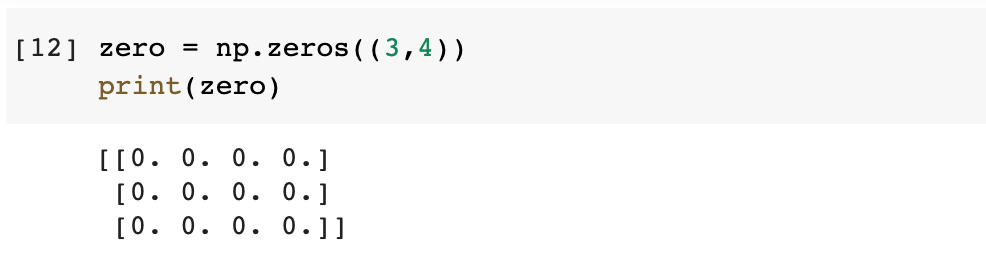 [12] zero = np.zeros((3,4))
print(zero)
[[0. 0. 0. 0.]
[0. 0. 0. 0.]
[0. 0. 0. 0.]]